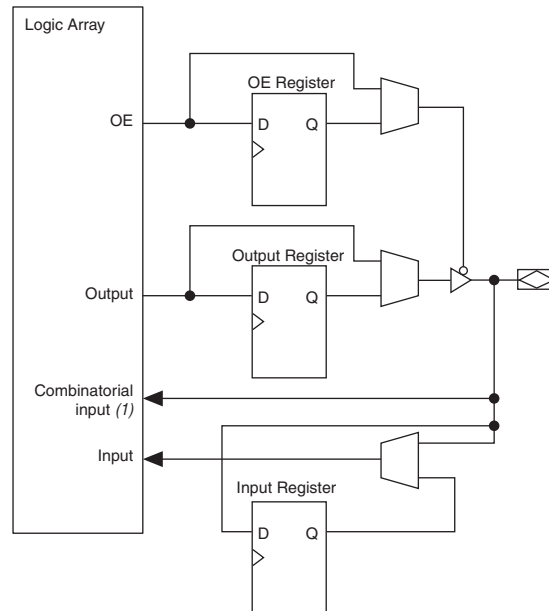 Logic Array
OE Register
OE
D
Q
Output Register
Output
D
Q
Combinatorial
input (1)
Input
Input Register
D
Q